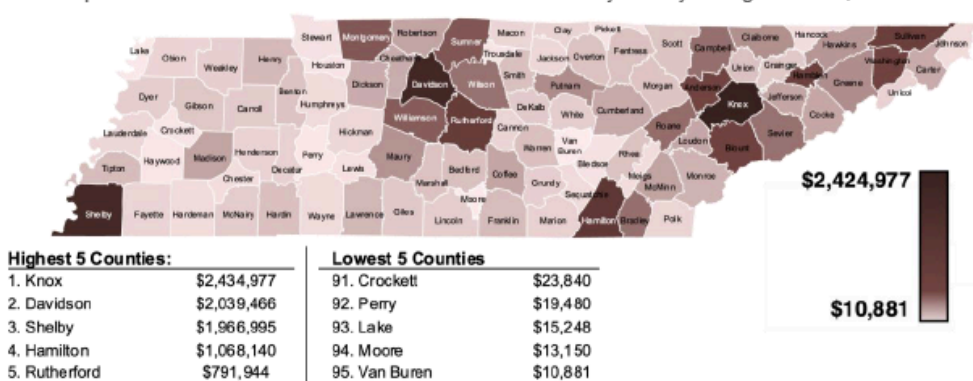 Stewart
Montgomery
Robertson
Sumner
Macon
Clay
Pickett
Scott
Campbell
Claiborne
Hancock
Hawkins
Sullivan
Johnson
Lake
Obion
Weakley
Henry
Houston
Cheatham
Trousdale
Jackson
Overton
Fentress
Union
Grainger
Hamblen
Washington
Carter
Benton
Dickson
Davidson
Wilson
Smith
Putnam
Morgan
Anderson
Knox
Jefferson
Greene
Unicoi
Dyer
Gibson
Carroll
Humphreys
Williamson
Rutherford
DeKalb
White
Cumberland
Roane
Cocke
Lauderdale
Crockett
Hickman
Cannon
Loudon
Blount
Sevier
Haywood
Madison
Henderson
Perry
Maury
Warren
Van
Buren
Bledsoe
Rhea
Tipton
Chester
Decatur
Lewis
Marshall
Bedford
Coffee
Grundy
Sequatchie
Meigs
McMinn
Monroe
Shelby
Fayette
Hardeman
McNairy
Hardin
Wayne
Lawrence
Giles
Lincoln
Moore
Franklin
Marion
Hamilton
Bradley
Polk
$2,424,977
$10,881
Highest 5 Counties:
1. Knox $2,434,977
2. Davidson $2,039,466
3. Shelby $1,966,995
4. Hamilton $1,068,140
5. Rutherford $791,944
Lowest 5 Counties
91. Crockett $23,840
92. Perry $19,480
93. Lake $15,248
94. Moore $13,150
95. Van Buren $10,881